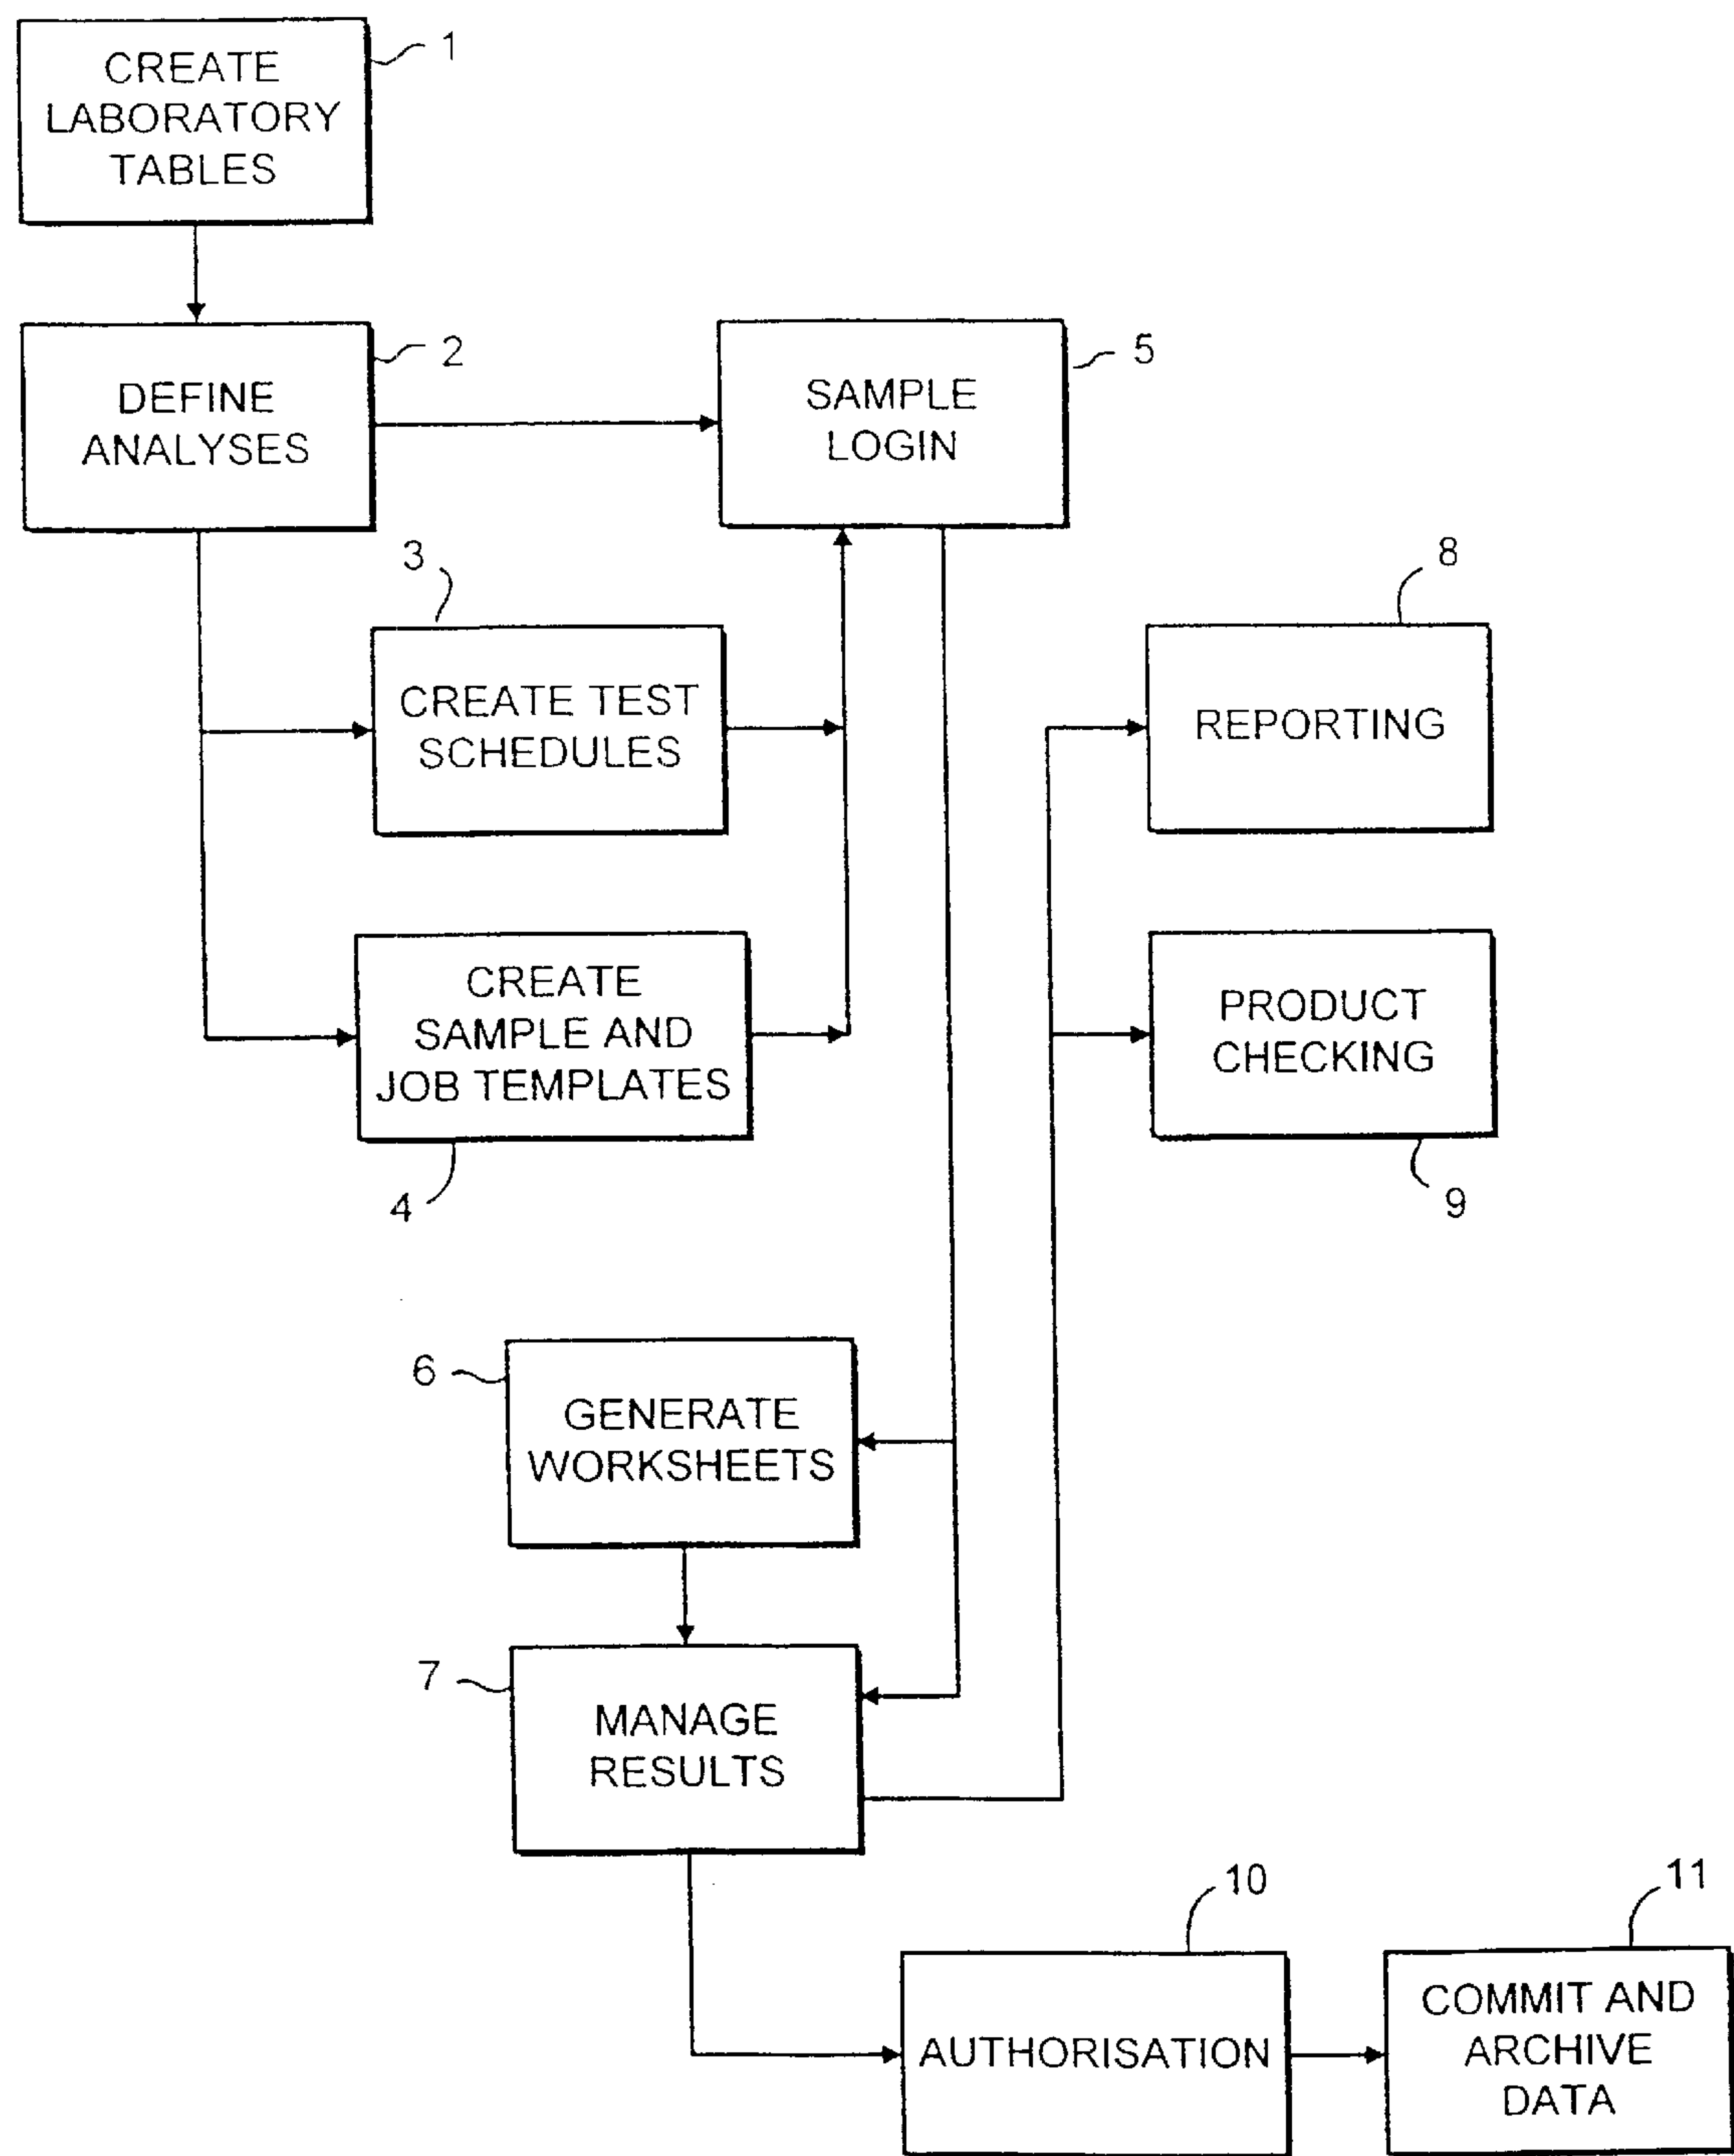 CREATE
LABORATORY
TABLES
1
DEFINE
ANALYSES
2
SAMPLE
LOGIN
5
3
CREATE TEST
SCHEDULES
8
REPORTING
CREATE
SAMPLE AND
JOB TEMPLATES
4
PRODUCT
CHECKING
9
6
GENERATE
WORKSHEETS
7
MANAGE
RESULTS
10
AUTHORISATION
11
COMMIT AND
ARCHIVE
DATA